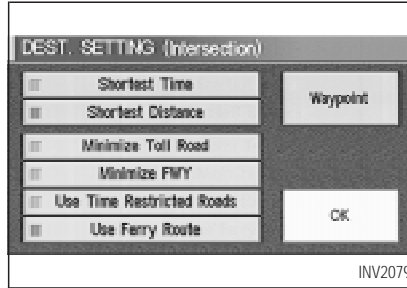 DEST. SETTING (Intersection)
Shortest Time
Shortest Distance
Waypoint
Minimize Toll Road
Minimize FWY
Use Time Restricted Roads
Use Ferry Route
OK
INV2079